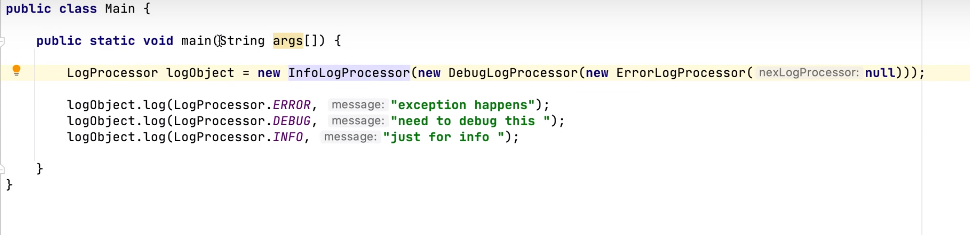 public class Main {
public static void main(String args[]) {
LogProcessor logObject = new InfoLogProcessor(new DebugLogProcessor(new ErrorLogProcessor( nexLogProcessor: null)));
logObject.log(LogProcessor.ERROR, message: "exception happens");
logObject.log(LogProcessor.DEBUG, message: "need to debug this ");
logObject.log(LogProcessor.INFO, message: "just for info ");
}
}